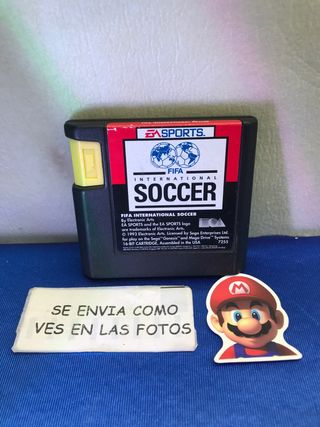 EA SPORTS
FIFA
INTERNATIONAL
SOCCER
FIFA INTERNATIONAL SOCCER
By Electronic Arts
EA SPORTS and the EA SPORTS logo
are trademarks of Electronic Arts.
© 1993 Electronic Arts. Licensed by Sega Enterprises Ltd.
for play on the Sega™ Genesis™ and Mega Drive™ Systems
16-BIT CARTRIDGE. Assembled in the USA 7255
SE ENVIA COMO
VES EN LAS FOTOS
M